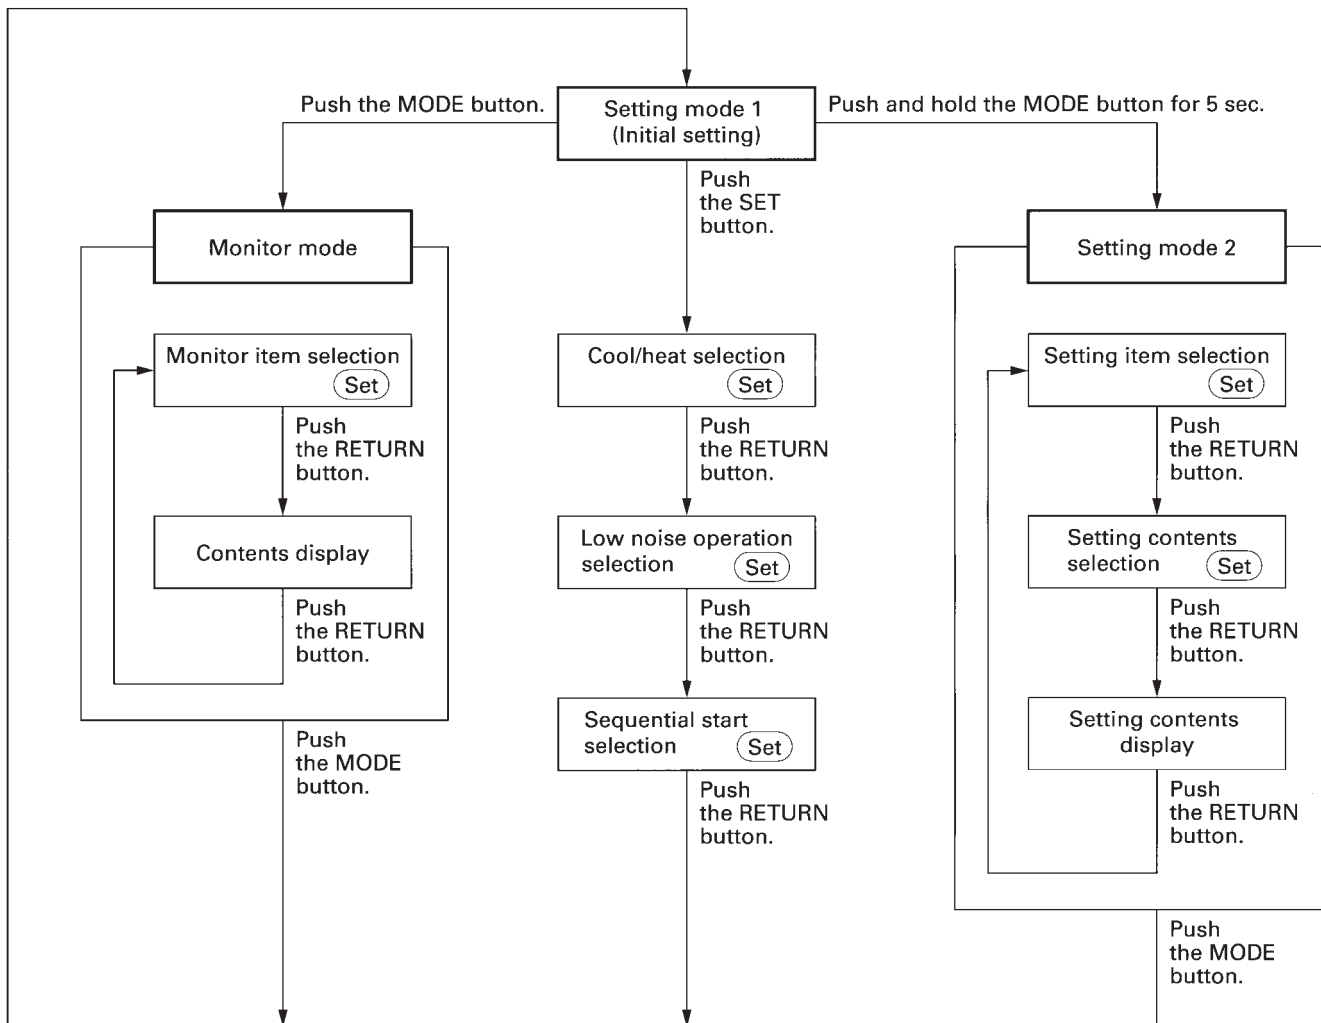 Push the MODE button.
Setting mode 1
(Initial setting)
Push and hold the MODE button for 5 sec.
Push
the SET
button.
Monitor mode
Setting mode 2
Monitor item selection
Set
Push
the RETURN
button.
Contents display
Push
the RETURN
button.
Push
the MODE
button.
Cool/heat selection
Set
Push
the RETURN
button.
Low noise operation
selection Set
Push
the RETURN
button.
Sequential start
selection Set
Push
the RETURN
button.
Setting item selection
Set
Push
the RETURN
button.
Setting contents
selection Set
Push
the RETURN
button.
Setting contents
display
Push
the RETURN
button.
Push
the MODE
button.